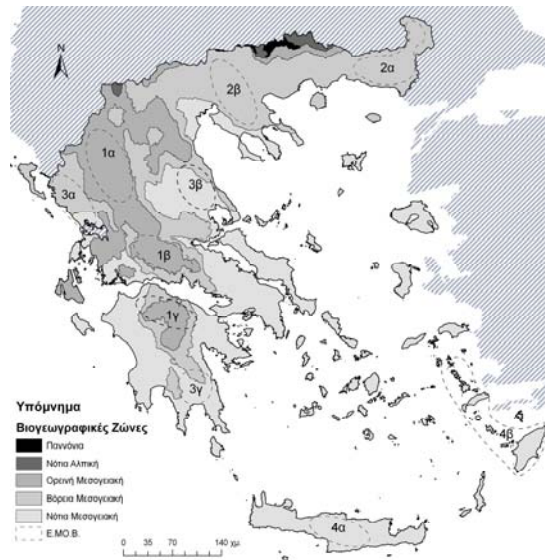 N
2α
2β
1α
3β
3α
1β
1γ
3γ
4β
4α
Υπόμνημα
Βιογεωγραφικές Ζώνες
Παννόνια
Νότια Αλπική
Ορεινή Μεσογειακή
Βόρεια Μεσογειακή
Νότια Μεσογειακή
Ε.ΜΟ.Β.
0 35 70 140 χμ.